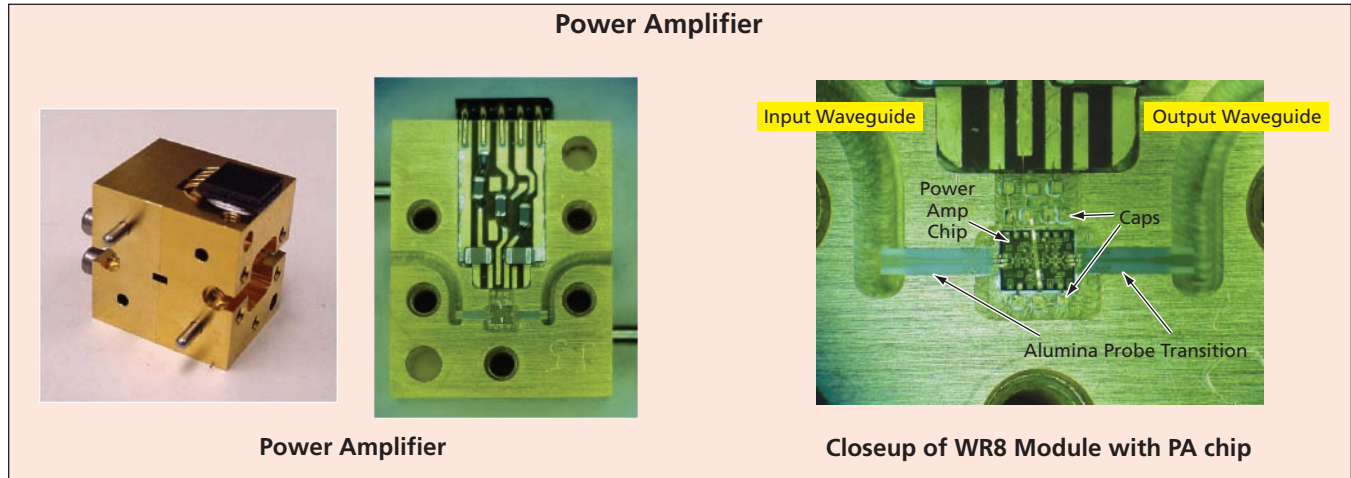 Power Amplifier
Input Waveguide
Output Waveguide
Power
Amp
Chip
Caps
Alumina Probe Transition
Power Amplifier
Closeup of WR8 Module with PA chip